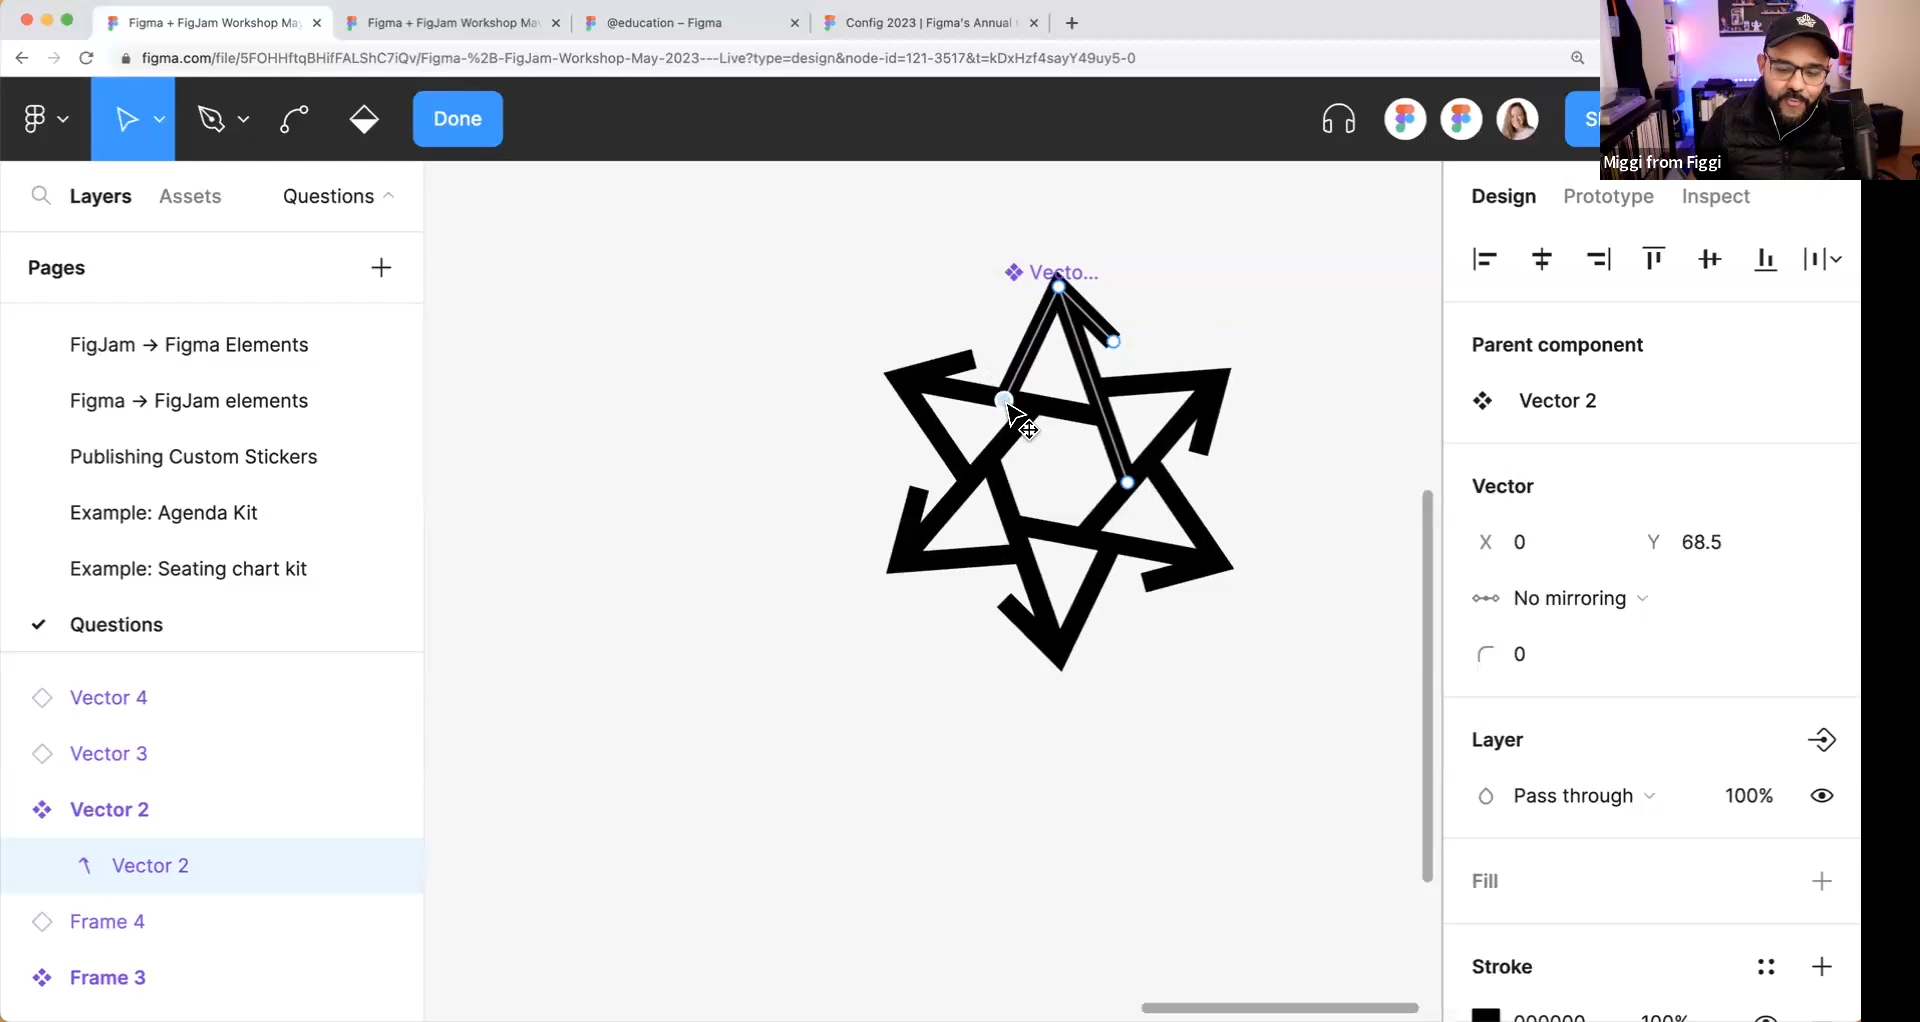 Figma + FigJam Workshop May
Figma + FigJam Workshop May
@education – Figma
Config 2023 | Figma's Annual
figma.com/file/5FOHHftqBHifFALShC7iQv/Figma-%2B-FigJam-Workshop-May-2023---Live?type=design&node-id=121-3517&t=kDxHzf4sayY49uy5-0
Done
Miggi from Figgi
Layers
Assets
Questions
Design
Prototype
Inspect
Pages
Vecto...
FigJam → Figma Elements
Figma → FigJam elements
Publishing Custom Stickers
Example: Agenda Kit
Example: Seating chart kit
Questions
Vector 4
Vector 3
Vector 2
Vector 2
Frame 4
Frame 3
Parent component
Vector 2
Vector
X 0
Y 68.5
No mirroring
0
Layer
Pass through
100%
Fill
Stroke
000000
100%